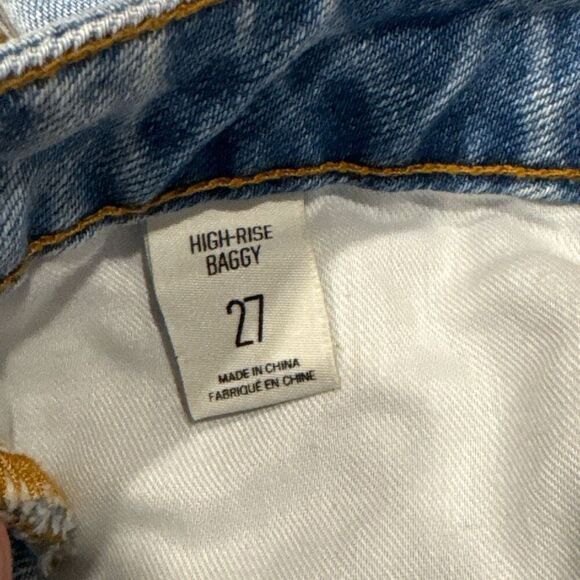 HIGH-RISE
BAGGY
27
MADE IN CHINA
FABRIQUÉ EN CHINE